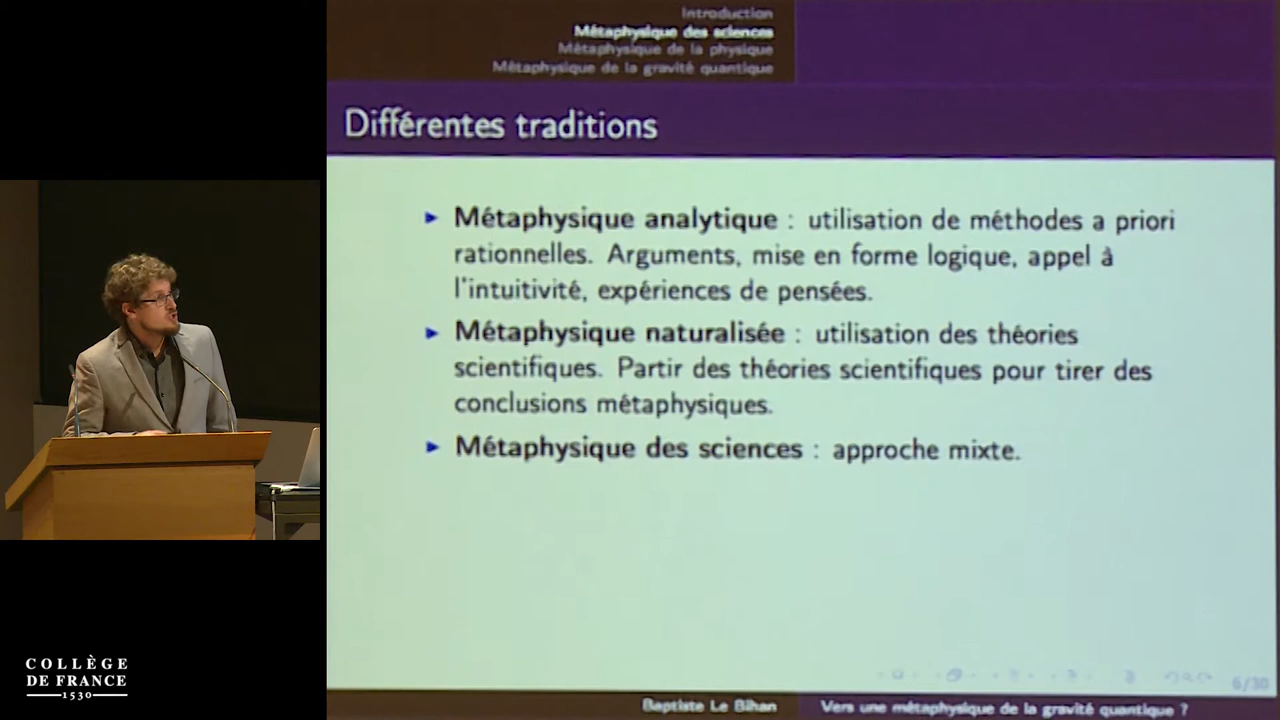 Introduction
Métaphysique des sciences
Métaphysique de la physique
Métaphysique de la gravité quantique
Différentes traditions
Métaphysique analytique : utilisation de méthodes a priori
rationnelles. Arguments, mise en forme logique, appel à
l'intuitivité, expériences de pensées.
Métaphysique naturalisée : utilisation des théories
scientifiques. Partir des théories scientifiques pour tirer des
conclusions métaphysiques.
Métaphysique des sciences : approche mixte.
6/30
Baptiste Le Bihan
Vers une métaphysique de la gravité quantique ?
COLLÈGE
DE FRANCE
1530